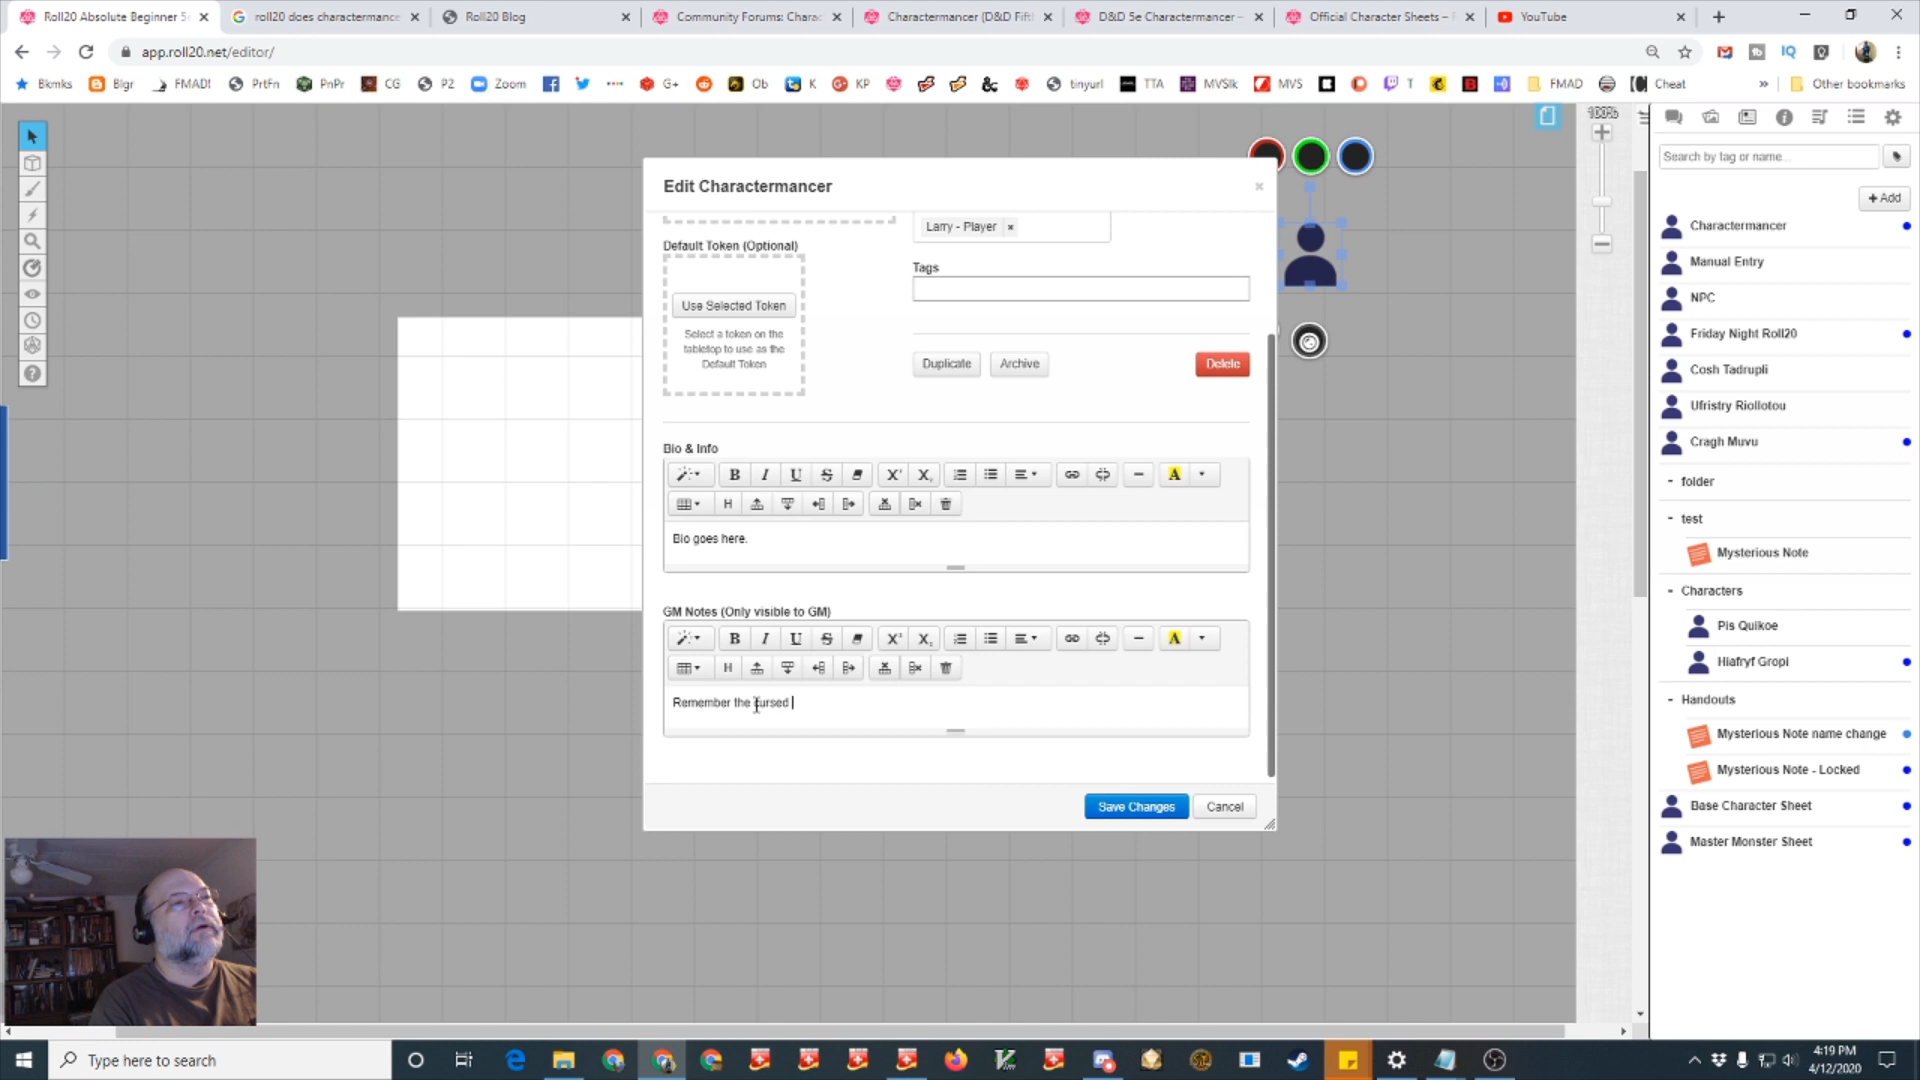 Roll20 Absolute Beginner 5
roll20 does charactermance
Roll20 Blog
Community Forums: Charac
Charactermancer (D&D Fift
D&D 5e Charactermancer –
Official Character Sheets –
YouTube
app.roll20.net/editor/
Bkmks
Blgr
FMAD!
PrtFn
PnPr
CG
P2
Zoom
G+
Ob
K
KP
tinyurl
TTA
MVSlk
MVS
T
FMAD
Cheat
»
Other bookmarks
100%
Search by tag or name...
+ Add
Charactermancer
Manual Entry
NPC
Friday Night Roll20
Cosh Tadrupli
Ufristry Riollotou
Cragh Muvu
- folder
- test
Mysterious Note
- Characters
Pis Quikoe
Hiafryf Gropi
- Handouts
Mysterious Note name change
Mysterious Note - Locked
Base Character Sheet
Master Monster Sheet
Edit Charactermancer
×
Larry - Player ×
Default Token (Optional)
Use Selected Token
Select a token on the
tabletop to use as the
Default Token
Tags
Duplicate
Archive
Delete
Bio & Info
B I U S X
H
Bio goes here.
GM Notes (Only visible to GM)
B I U S X
H
Remember the cursed
Save Changes
Cancel
Type here to search
4:19 PM
4/12/2020